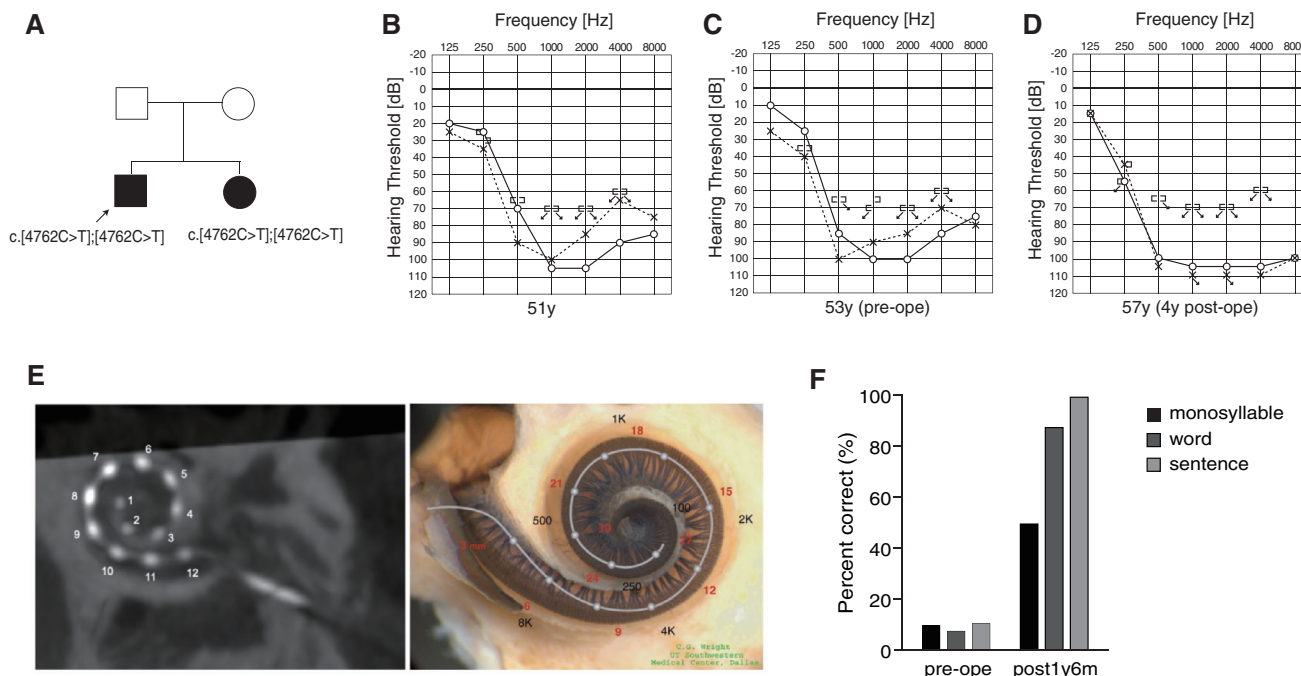 A
c.[4762C>T];[4762C>T]
c.[4762C>T];[4762C>T]
B
Frequency [Hz]
125 250 500 1000 2000 4000 8000
Hearing Threshold [dB]
-20
-10
0
10
20
30
40
50
60
70
80
90
100
110
120
51y
C
Frequency [Hz]
125 250 500 1000 2000 4000 8000
Hearing Threshold [dB]
-20
-10
0
10
20
30
40
50
60
70
80
90
100
110
120
53y (pre-ope)
D
Frequency [Hz]
125 250 500 1000 2000 4000 800
Hearing Threshold [dB]
-20
-10
0
10
20
30
40
50
60
70
80
90
100
110
120
57y (4y post-ope)
E
6
7
5
8
1
4
2
9
3
10
11
12
1K
18
21
15
100
500
2K
24
250
12
6
8K
9
4K
C.G. Wright
UT Southwestern
Medical Center, Dallas
F
Percent correct (%)
100
80
60
40
20
0
pre-ope
post1y6m
monosyllable
word
sentence